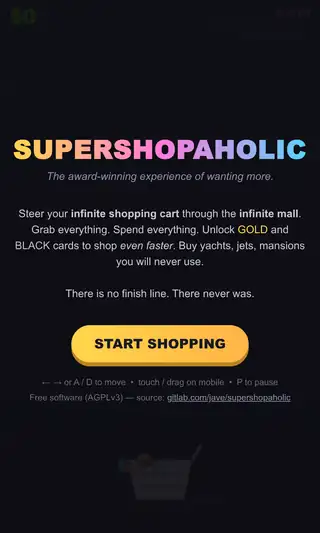 $0
SUPERSHOPAHOLIC
The award-winning experience of wanting more.
Steer your infinite shopping cart through the infinite mall.
Grab everything. Spend everything. Unlock GOLD and
BLACK cards to shop even faster. Buy yachts, jets, mansions
you will never use.
There is no finish line. There never was.
START SHOPPING
← → or A / D to move • touch / drag on mobile • P to pause
Free software (AGPLv3) — source: gitlab.com/jave/supershopaholic